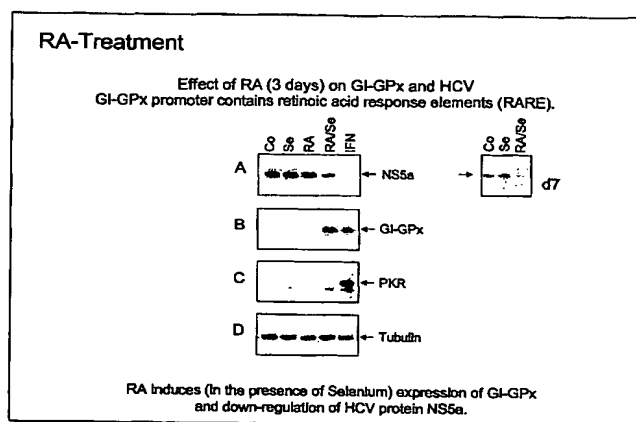 RA-Treatment
Effect of RA (3 days) on GI-GPx and HCV
GI-GPx promoter contains retinoic acid response elements (RARE).
Co Se RA RA/Se IFN
Co Se RA/Se
A NS5a d7
B GI-GPx
C PKR
D Tubulin
RA induces (in the presence of Selenium) expression of GI-GPx
and down-regulation of HCV protein NS5a.